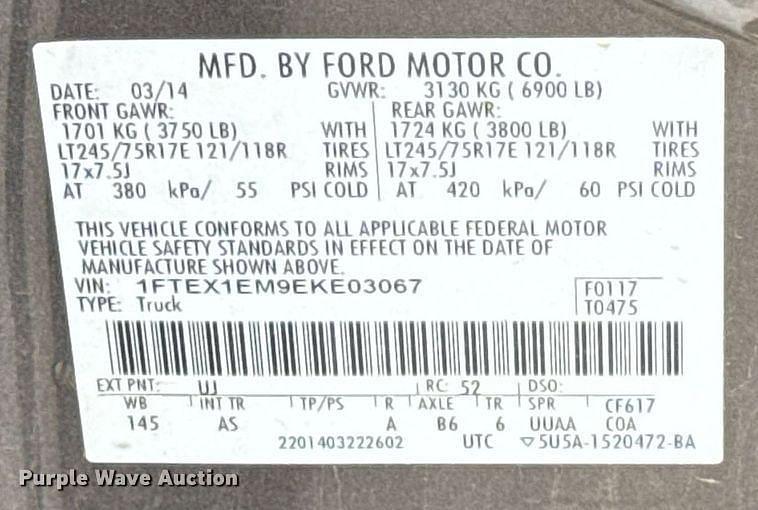 MFD. BY FORD MOTOR CO.
DATE: 03/14 GVWR: 3130 KG ( 6900 LB)
FRONT GAWR: REAR GAWR:
1701 KG ( 3750 LB) WITH 1724 KG ( 3800 LB) WITH
LT245/75R17E 121/118R TIRES LT245/75R17E 121/118R TIRES
17x7.5J RIMS 17x7.5J RIMS
AT 380 kPa/ 55 PSI COLD AT 420 kPa/ 60 PSI COLD
THIS VEHICLE CONFORMS TO ALL APPLICABLE FEDERAL MOTOR
VEHICLE SAFETY STANDARDS IN EFFECT ON THE DATE OF
MANUFACTURE SHOWN ABOVE.
VIN: 1FTEX1EM9EKE03067 F0117
TYPE: Truck T0475
EXT PNT: UJ RC: 52 DSO:
WB INT TR TP/PS R AXLE TR SPR CF617
145 AS A B6 6 UUAA COA
2201403222602 UTC ▽5U5A-1520472-BA
Purple Wave Auction